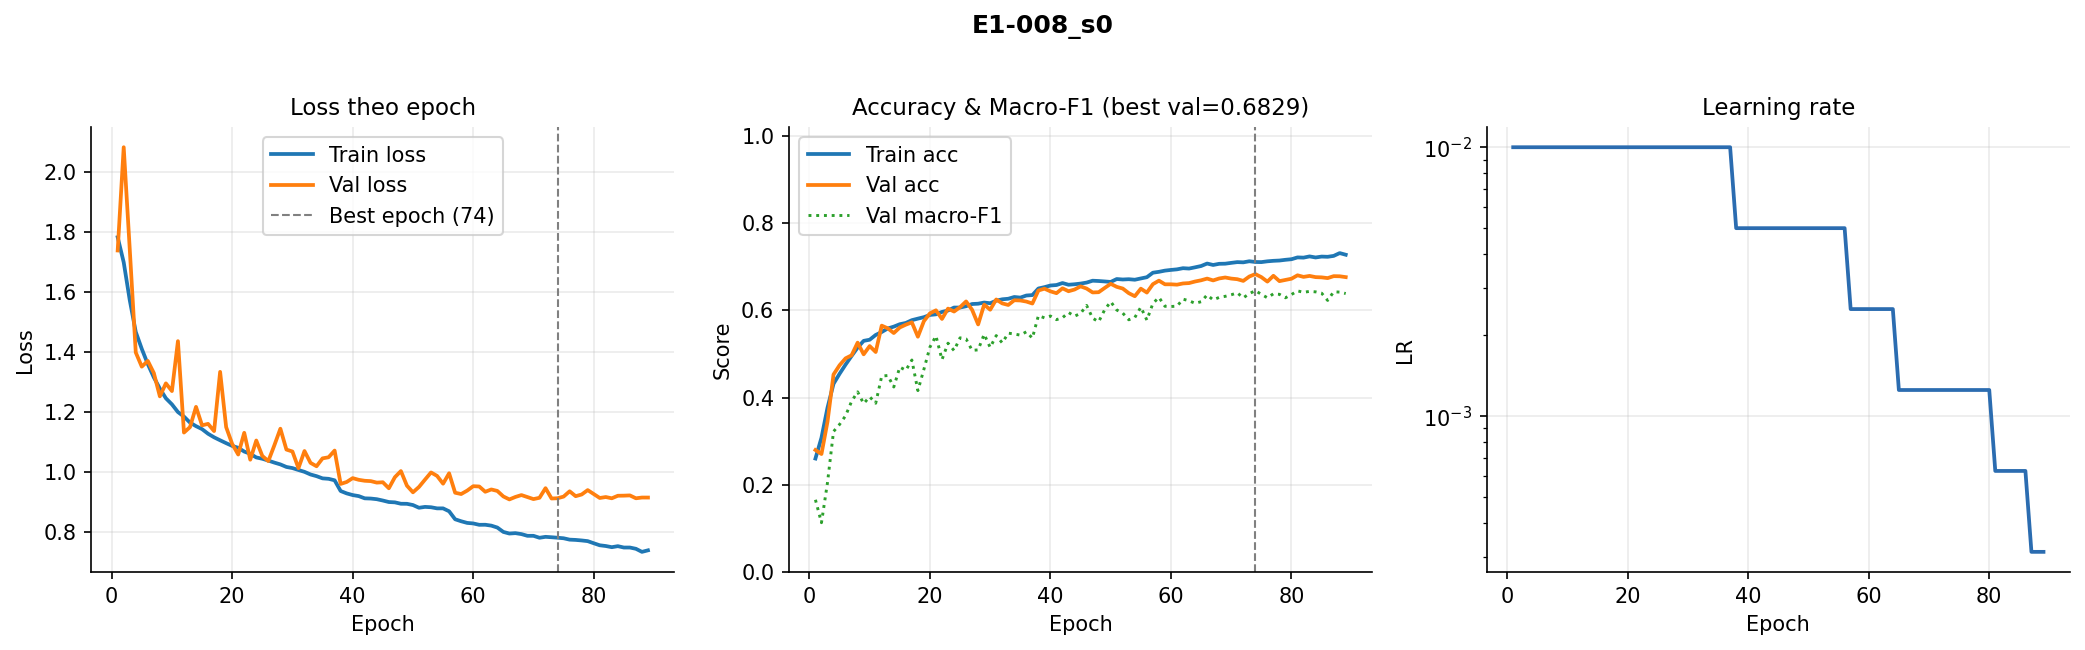 E1-008_s0
Loss theo epoch
Train loss
Val loss
Best epoch (74)
2.0
1.8
1.6
1.4
1.2
1.0
0.8
Loss
0
20
40
60
80
Epoch
Accuracy & Macro-F1 (best val=0.6829)
Train acc
Val acc
Val macro-F1
1.0
0.8
0.6
0.4
0.2
0.0
Score
0
20
40
60
80
Epoch
Learning rate
10⁻²
10⁻³
LR
0
20
40
60
80
Epoch